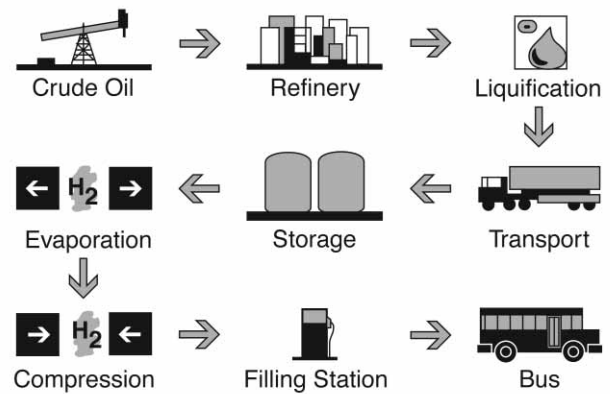 Crude Oil
Refinery
Liquification
Transport
Storage
H2
Evaporation
H2
Compression
Filling Station
Bus